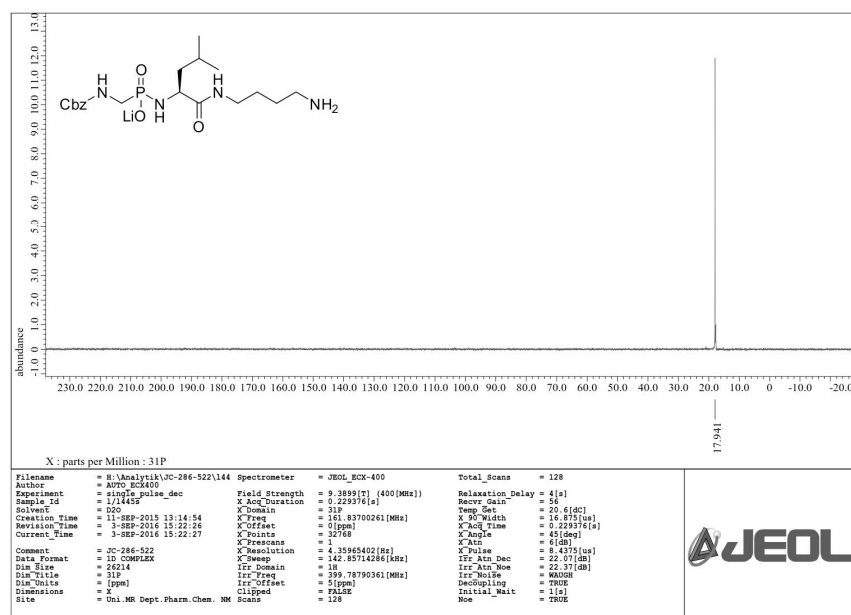 13.0
12.0
11.0
10.0
9.0
8.0
7.0
6.0
5.0
4.0
3.0
2.0
1.0
0
-1.0
abundance
Cbz
H
N
O
P
LiO
N
H
O
H
N
NH2
230.0 220.0 210.0 200.0 190.0 180.0 170.0 160.0 150.0 140.0 130.0 120.0 110.0 100.0 90.0 80.0 70.0 60.0 50.0 40.0 30.0 20.0 10.0 0 -10.0 -20.0
17.941
X : parts per Million : 31P
Filename = H:\Analytik\JC-286-522\144
Author = AUTO ECX400
Experiment = single_pulse_dec
Sample_Id = 1/1445s
Solvent = D2O
Creation_Time = 11-SEP-2015 13:14:54
Revision_Time = 3-SEP-2016 15:22:26
Current_Time = 3-SEP-2016 15:22:27
Comment = JC-286-522
Data_Format = 1D COMPLEX
Dim_Size = 26214
Dim_Title = 31P
Dim_Units = [ppm]
Dimensions = X
Site = Uni.MR Dept.Pharm.Chem. NM
Spectrometer = JEOL_ECX-400
Field_Strength = 9.3899[T] (400[MHz])
X_Acq_Duration = 0.229376[s]
X_Domain = 31P
X_Freq = 161.83700261[MHz]
X_Offset = 0[ppm]
X_Points = 32768
X_Prescans = 1
X_Resolution = 4.35965402[Hz]
X_Sweep = 142.85714286[kHz]
Irr_Domain = 1H
Irr_Freq = 399.78790361[MHz]
Irr_Offset = 5[ppm]
Clipped = FALSE
Scans = 128
Total_Scans = 128
Relaxation_Delay = 4[s]
Recvr_Gain = 56
Temp_Get = 20.6[dC]
X_90_Width = 16.875[us]
X_Acq_Time = 0.229376[s]
X_Angle = 45[deg]
X_Atn = 6[dB]
X_Pulse = 8.4375[us]
Irr_Atn_Dec = 22.07[dB]
Irr_Atn_Noe = 22.37[dB]
Irr_Noise = WAUGH
Decoupling = TRUE
Initial_Wait = 1[s]
Noe = TRUE
JEOL